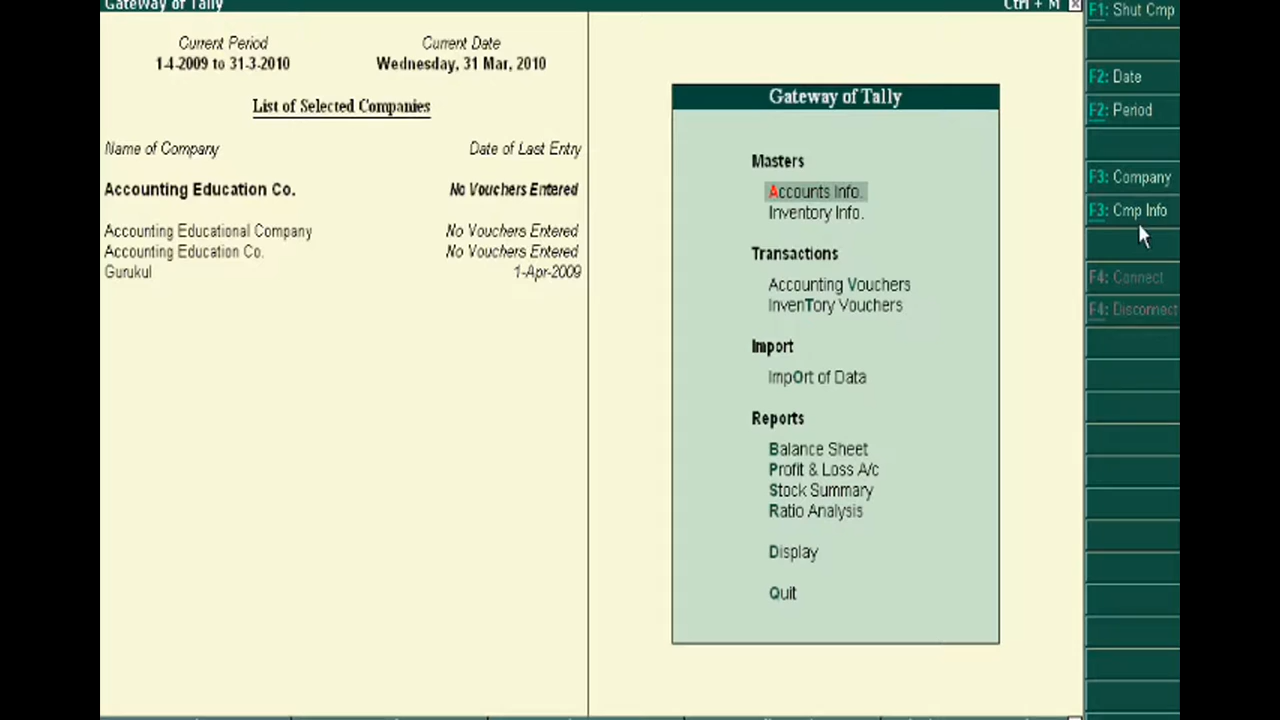 Gateway of Tally
Ctrl + M
Current Period
Current Date
1-4-2009 to 31-3-2010
Wednesday, 31 Mar, 2010
List of Selected Companies
Name of Company
Date of Last Entry
Accounting Education Co.
No Vouchers Entered
Accounting Educational Company
No Vouchers Entered
Accounting Education Co.
No Vouchers Entered
Gurukul
1-Apr-2009
Gateway of Tally
Masters
Accounts Info.
Inventory Info.
Transactions
Accounting Vouchers
InvenTory Vouchers
Import
ImpOrt of Data
Reports
Balance Sheet
Profit & Loss A/c
Stock Summary
Ratio Analysis
Display
Quit
F1: Shut Cmp
F2: Date
F2: Period
F3: Company
F3: Cmp Info
F4: Connect
F4: Disconnect